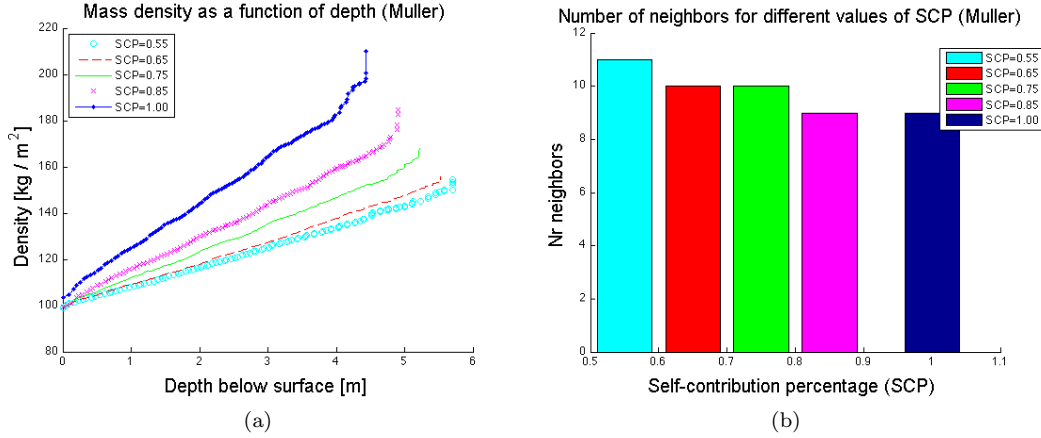 Mass density as a function of depth (Muller)
SCP=0.55
SCP=0.65
SCP=0.75
SCP=0.85
SCP=1.00
Density [kg / m²]
220
200
180
160
140
120
100
80
0
1
2
3
4
5
6
Depth below surface [m]
(a)
Number of neighbors for different values of SCP (Muller)
SCP=0.55
SCP=0.65
SCP=0.75
SCP=0.85
SCP=1.00
Nr neighbors
12
10
8
6
4
2
0
0.5
0.6
0.7
0.8
0.9
1
1.1
Self-contribution percentage (SCP)
(b)